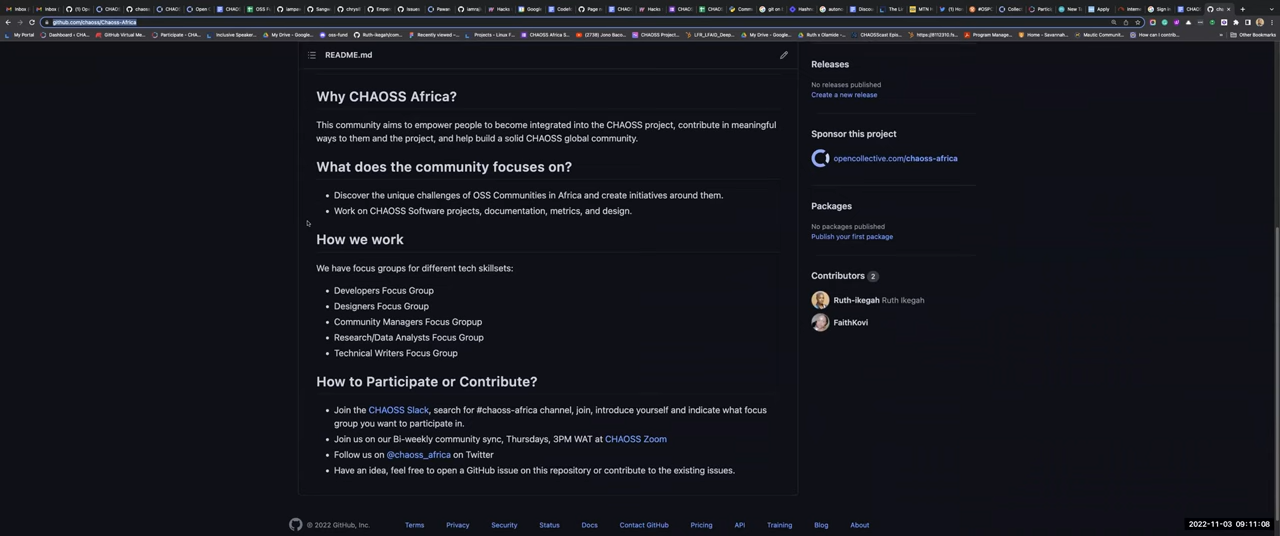 github.com/chaoss/Chaoss-Africa
README.md
Why CHAOSS Africa?
This community aims to empower people to become integrated into the CHAOSS project, contribute in meaningful
ways to them and the project, and help build a solid CHAOSS global community.
What does the community focuses on?
Discover the unique challenges of OSS Communities in Africa and create initiatives around them.
Work on CHAOSS Software projects, documentation, metrics, and design.
How we work
We have focus groups for different tech skillsets:
Developers Focus Group
Designers Focus Group
Community Managers Focus Gropup
Research/Data Analysts Focus Group
Technical Writers Focus Group
How to Participate or Contribute?
Join the CHAOSS Slack, search for #chaoss-africa channel, join, introduce yourself and indicate what focus
group you want to participate in.
Join us on our Bi-weekly community sync, Thursdays, 3PM WAT at CHAOSS Zoom
Follow us on @chaoss_africa on Twitter
Have an idea, feel free to open a GitHub issue on this repository or contribute to the existing issues.
Releases
No releases published
Create a new release
Sponsor this project
opencollective.com/chaoss-africa
Packages
No packages published
Publish your first package
Contributors 2
Ruth-ikegah Ruth Ikegah
FaithKovi
© 2022 GitHub, Inc.
Terms
Privacy
Security
Status
Docs
Contact GitHub
Pricing
API
Training
Blog
About
2022-11-03 09:11:08